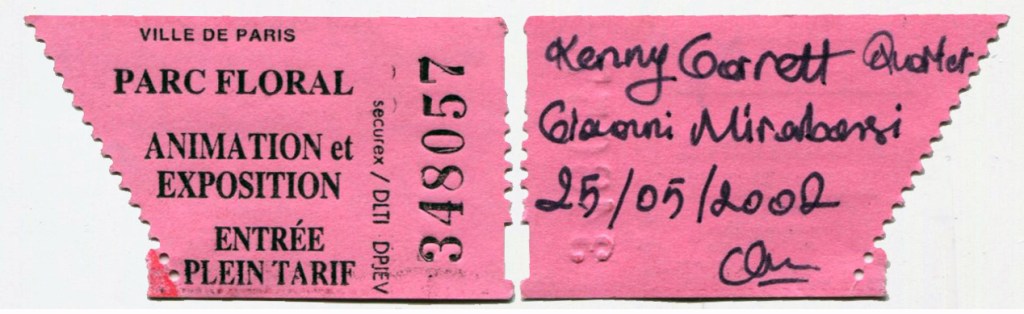 VILLE DE PARIS
PARC FLORAL
ANIMATION et
EXPOSITION
ENTRÉE
PLEIN TARIF
securex / DLTI - DPJEV
348057
Kenny Garrett Quartet
Giovanni Mirabassi
25/05/2002